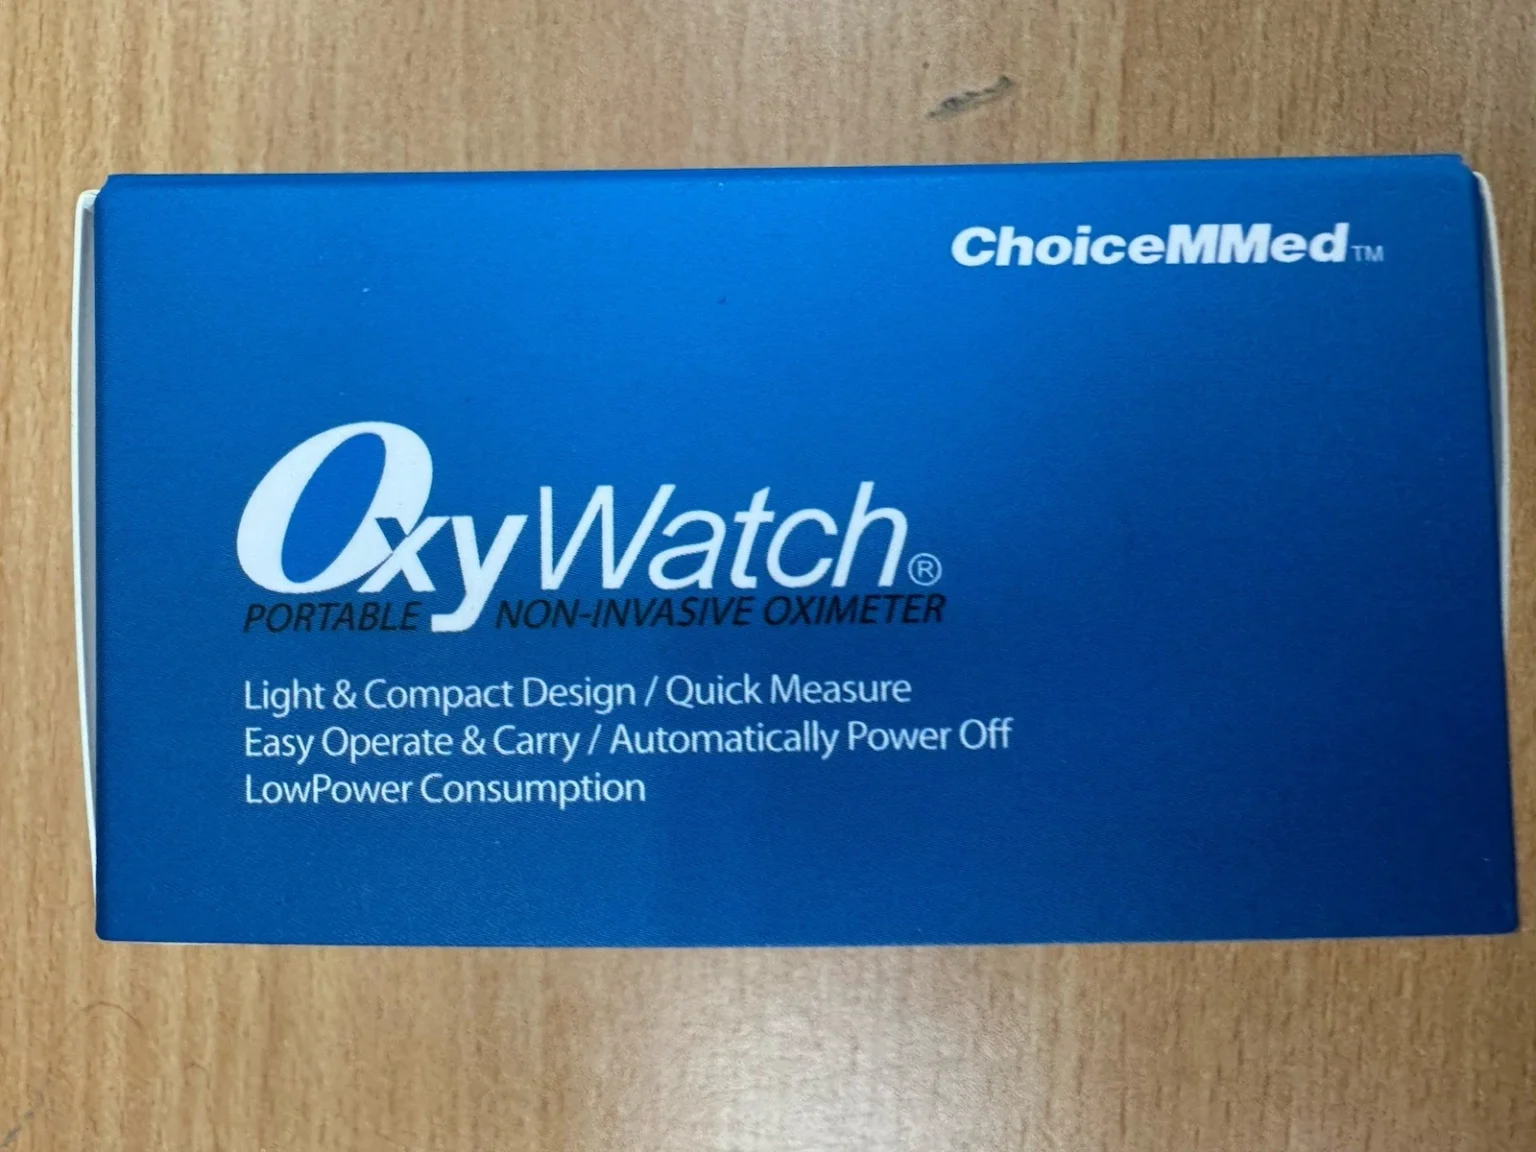 ChoiceMMed™
OxyWatch®
PORTABLE NON-INVASIVE OXIMETER
Light & Compact Design / Quick Measure
Easy Operate & Carry / Automatically Power Off
LowPower Consumption